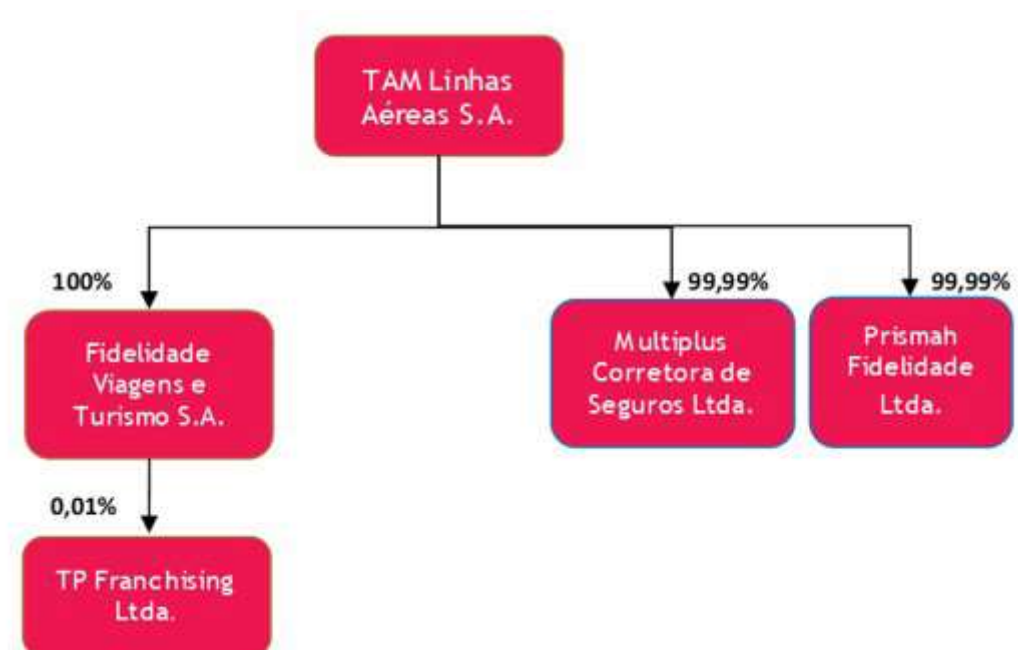 TAM Linhas
Aéreas S.A.
100%
99,99%
99,99%
Fidelidade
Viagens e
Turismo S.A.
Multiplus
Corretora de
Seguros Ltda.
Prismah
Fidelidade
Ltda.
0,01%
TP Franchising
Ltda.